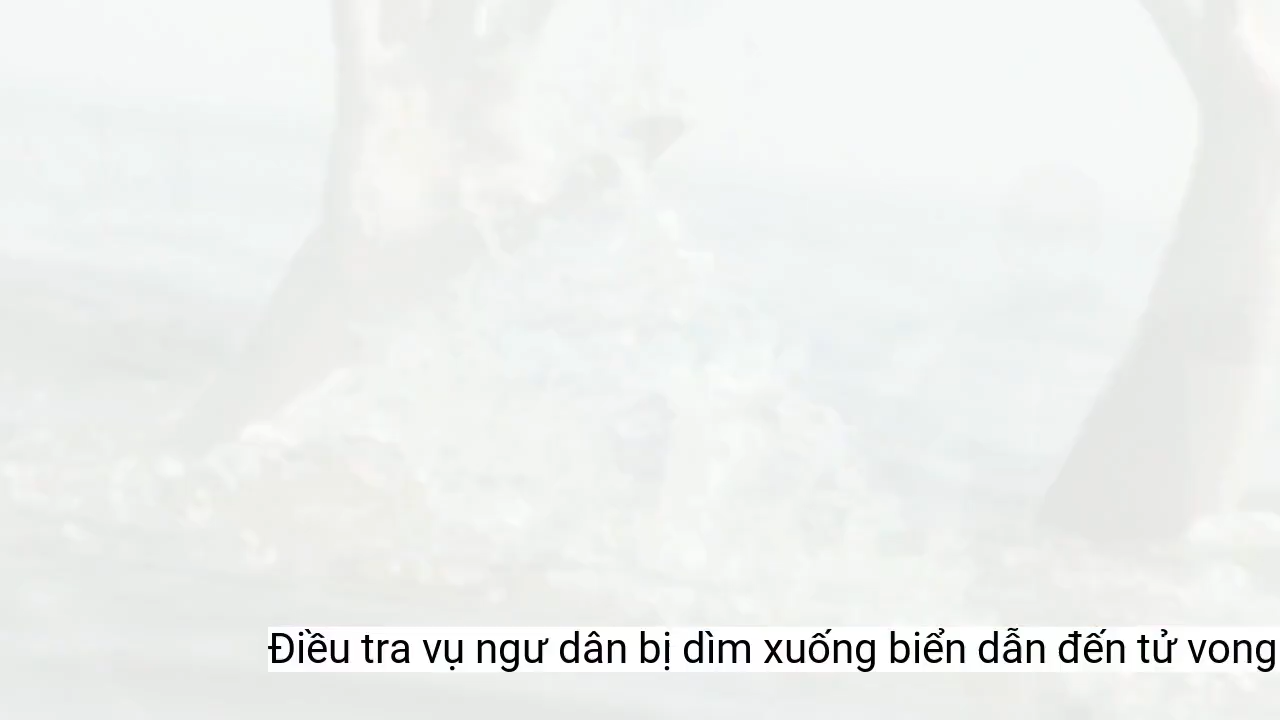 Điều tra vụ ngư dân bị dìm xuống biển dẫn đến tử vong